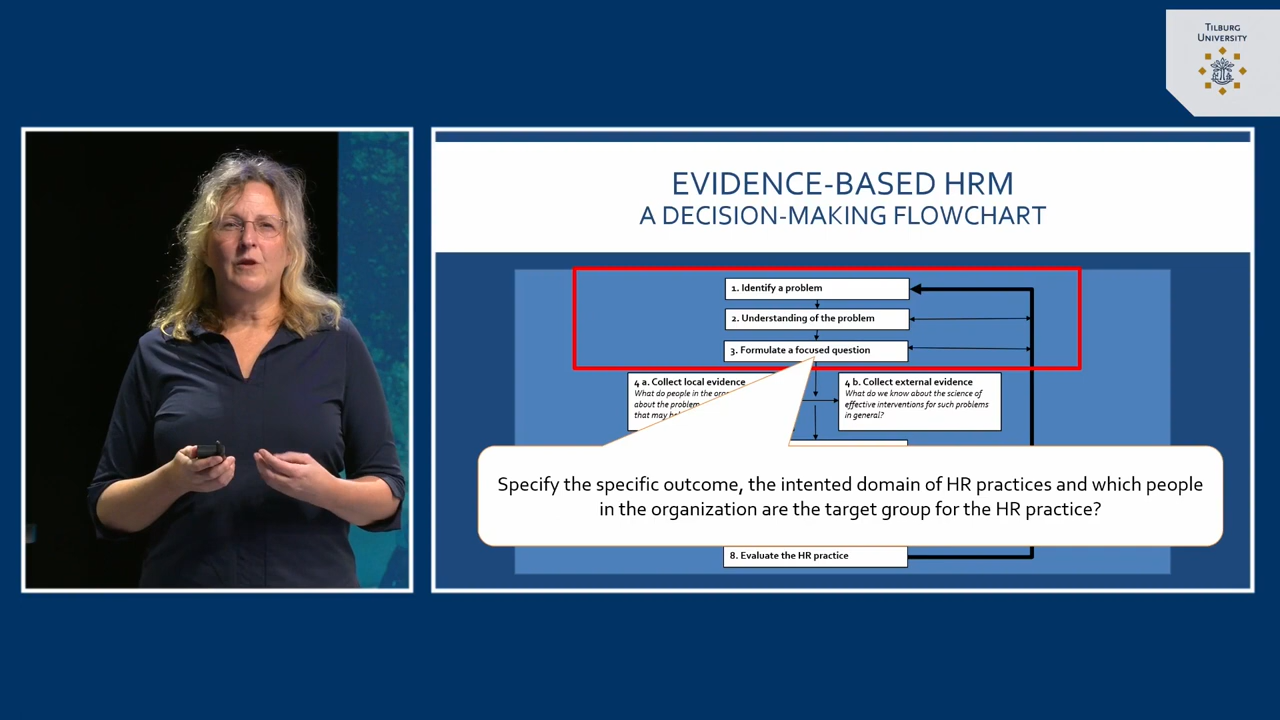 TILBURG
UNIVERSITY
EVIDENCE-BASED HRM
A DECISION-MAKING FLOWCHART
1. Identify a problem
2. Understanding of the problem
3. Formulate a focused question
4 a. Collect local evidence
What do people in the
about the problem
that may
4 b. Collect external evidence
What do we know about the science of
effective interventions for such problems
in general?
Specify the specific outcome, the intented domain of HR practices and which people
in the organization are the target group for the HR practice?
8. Evaluate the HR practice